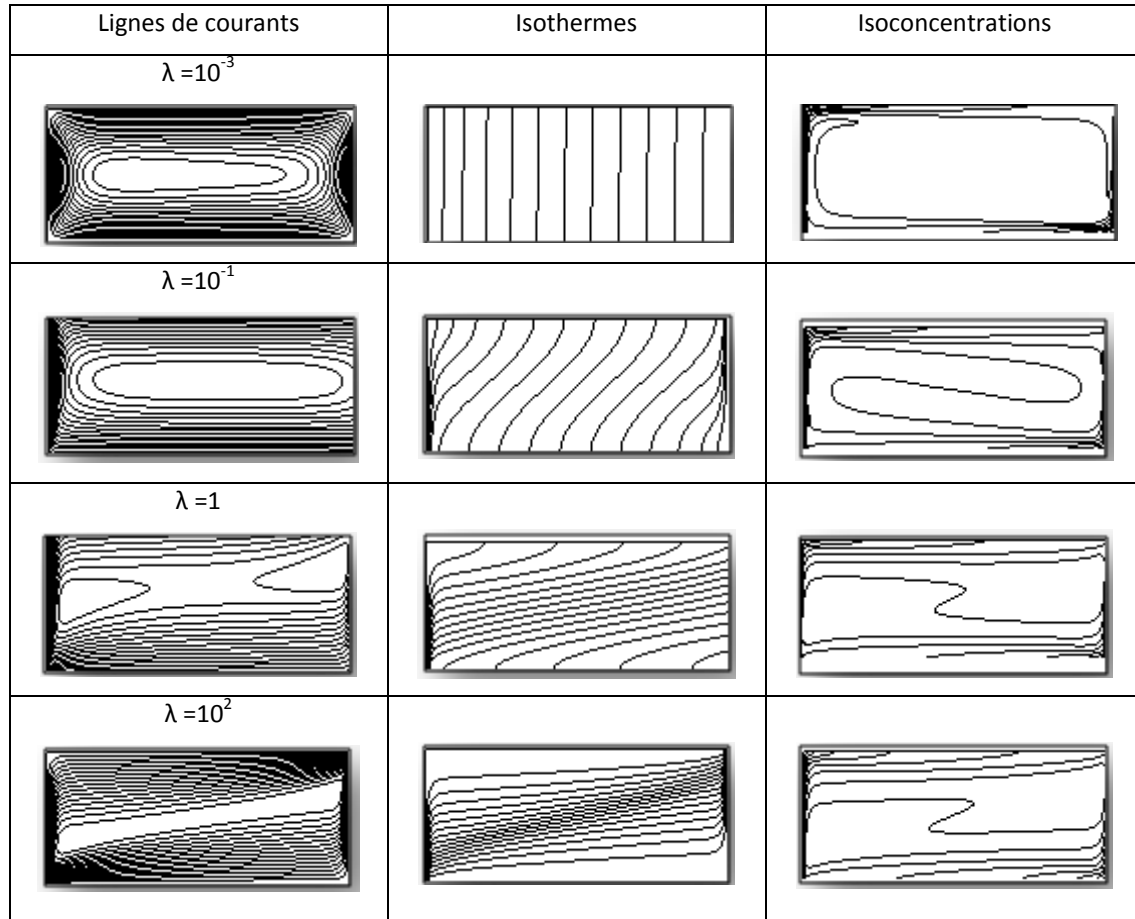 Lignes de courants Isothermes Isoconcentrations
λ =10⁻³
λ =10⁻¹
λ =1
λ =10²